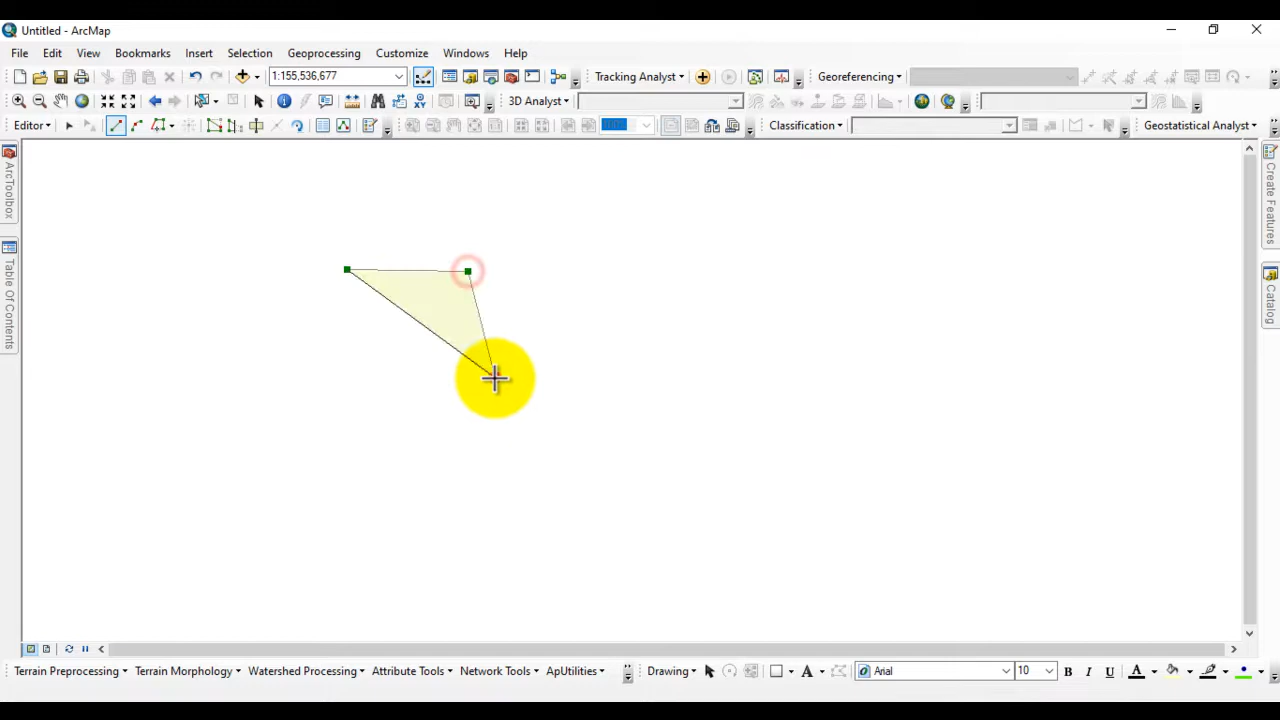 Untitled - ArcMap
File Edit View Bookmarks Insert Selection Geoprocessing Customize Windows Help
1:155,536,677 Tracking Analyst Georeferencing
XY 3D Analyst
Editor Classification Geostatistical Analyst
ArcToolbox
Table Of Contents
Create Features
Catalog
Terrain Preprocessing Terrain Morphology Watershed Processing Attribute Tools Network Tools ApUtilities Drawing A Arial 10 B I U A